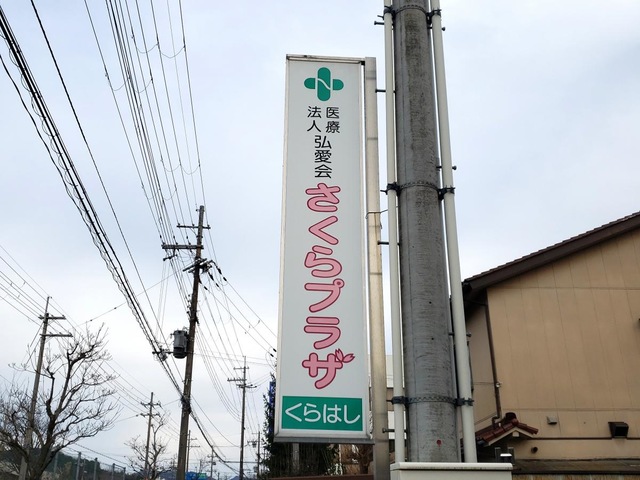 医療
法人
弘愛会
さくらプラザ
くらはし